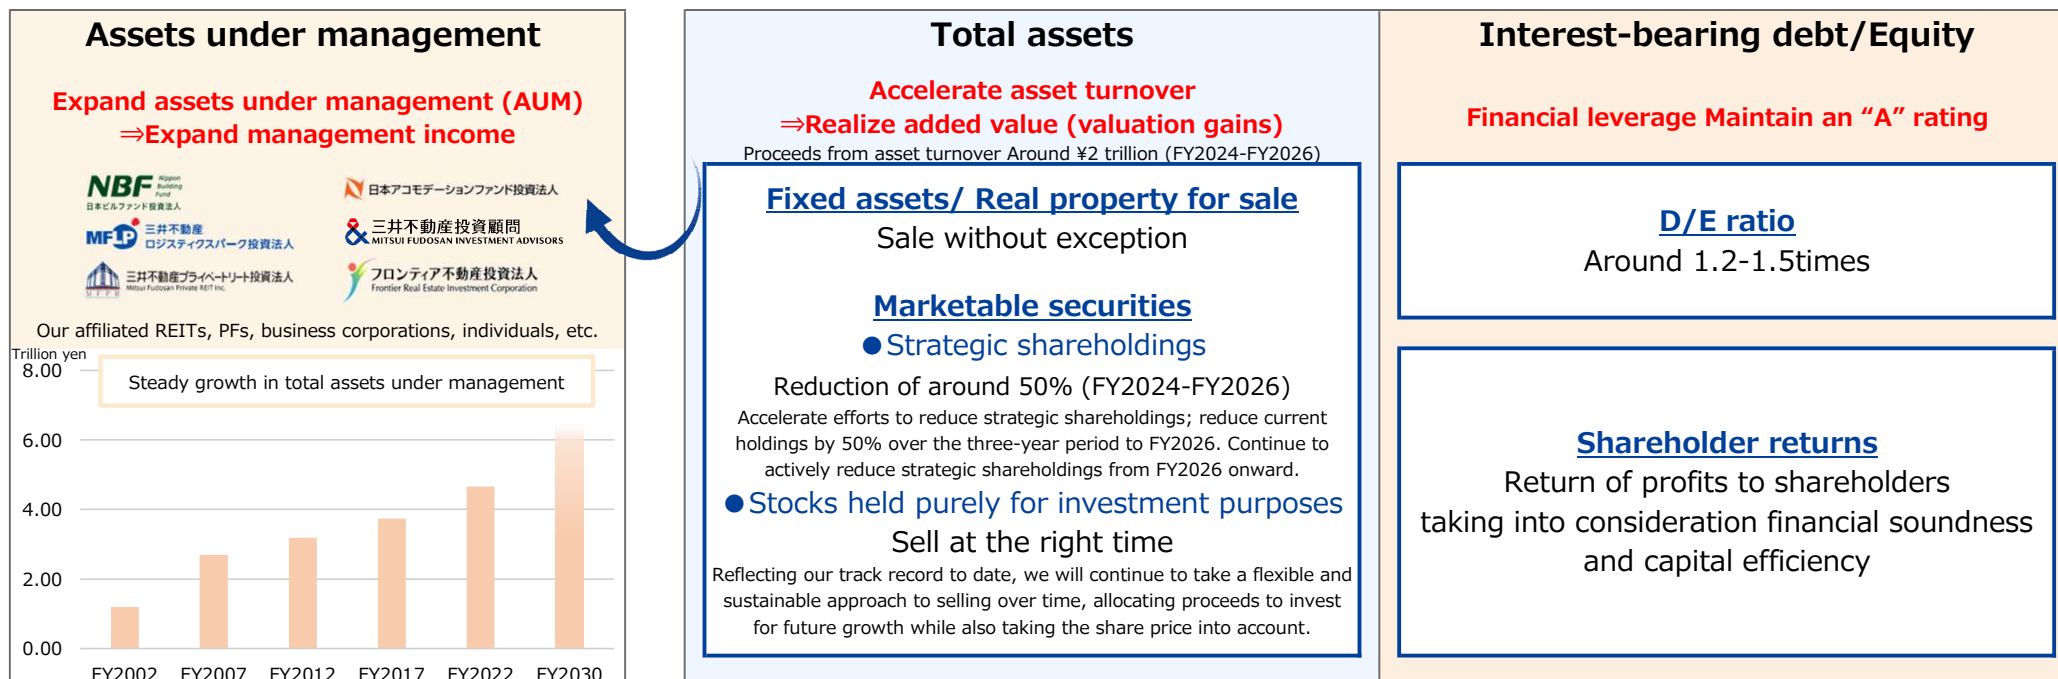 Assets under management
Expand assets under management (AUM)
⇒Expand management income
NBF Nippon Building Fund
日本ビルファンド投資法人
日本アコモデーションファンド投資法人
MFLP 三井不動産
ロジスティクスパーク投資法人
三井不動産投資顧問
MITSUI FUDOSAN INVESTMENT ADVISORS
三井不動産プライベートリート投資法人
Mitsui Fudosan Private REIT Inc.
MFPR
フロンティア不動産投資法人
Frontier Real Estate Investment Corporation
Our affiliated REITs, PFs, business corporations, individuals, etc.
Trillion yen
Steady growth in total assets under management
8.00
6.00
4.00
2.00
0.00
FY2002 FY2007 FY2012 FY2017 FY2022 FY2030
Total assets
Accelerate asset turnover
⇒Realize added value (valuation gains)
Proceeds from asset turnover Around ¥2 trillion (FY2024-FY2026)
Fixed assets/ Real property for sale
Sale without exception
Marketable securities
●Strategic shareholdings
Reduction of around 50% (FY2024-FY2026)
Accelerate efforts to reduce strategic shareholdings; reduce current
holdings by 50% over the three-year period to FY2026. Continue to
actively reduce strategic shareholdings from FY2026 onward.
●Stocks held purely for investment purposes
Sell at the right time
Reflecting our track record to date, we will continue to take a flexible and
sustainable approach to selling over time, allocating proceeds to invest
for future growth while also taking the share price into account.
Interest-bearing debt/Equity
Financial leverage Maintain an “A” rating
D/E ratio
Around 1.2-1.5times
Shareholder returns
Return of profits to shareholders
taking into consideration financial soundness
and capital efficiency